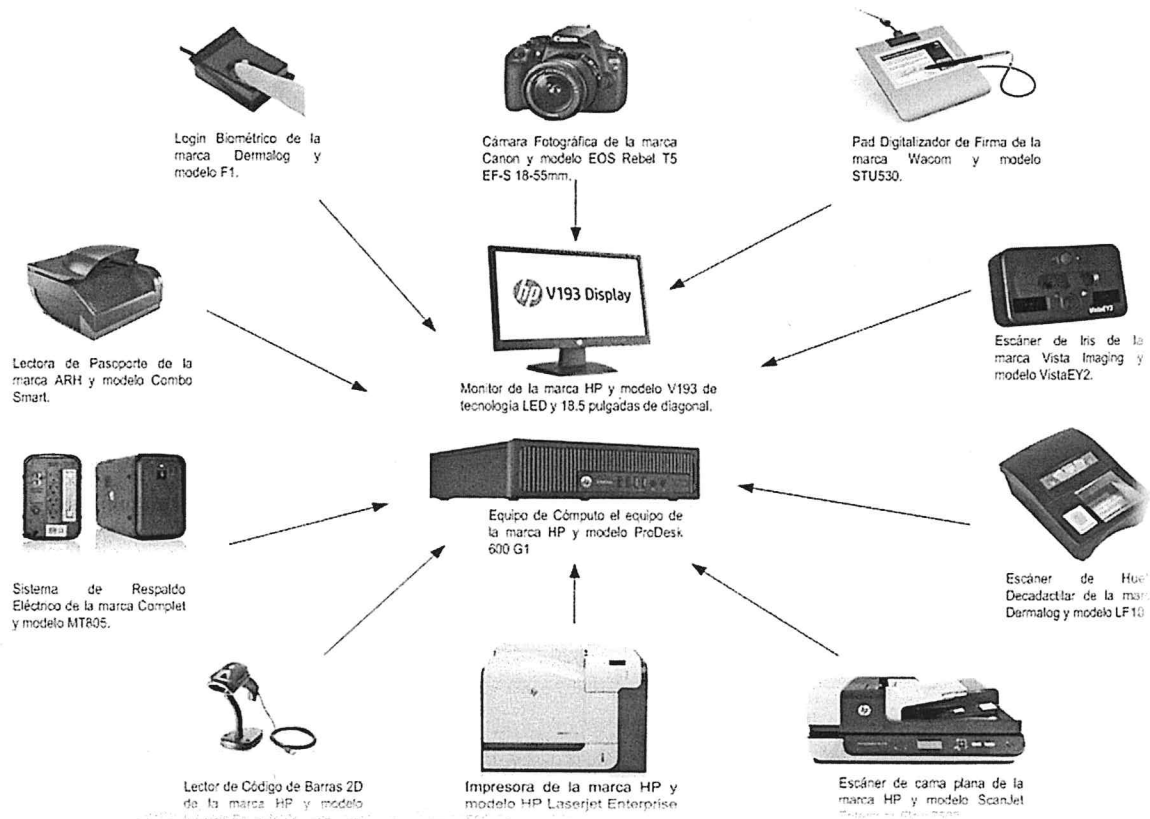 Login Biométrico de la
marca Dermalog y
modelo F1.
Canon
Cámara Fotográfica de la marca
Canon y modelo EOS Rebel T5
EF-S 18-55mm.
Pad Digitalizador de Firma de la
marca Wacom y modelo
STU530.
Lectora de Pasaporte de la
marca ARH y modelo Combo
Smart.
hp V193 Display
Monitor de la marca HP y modelo V193 de
tecnología LED y 18.5 pulgadas de diagonal.
VistaEY2
Escáner de Iris de la
marca Vista Imaging y
modelo VistaEY2.
Sistema de Respaldo
Eléctrico de la marca Complet
y modelo MT805.
Equipo de Cómputo el equipo de
la marca HP y modelo ProDesk
600 G1
Escáner de
Decadactilar de la
Dermalog y modelo LF10
Lector de Código de Barras 2D
de la marca HP y modelo
Impresora de la marca HP y
modelo HP Laserjet Enterprise
hp
Escáner de cama plana de la
marca HP y modelo ScanJet